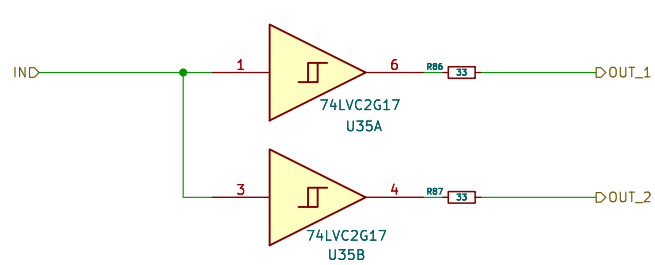 IN
1
6
R86
33
OUT_1
74LVC2G17
U35A
3
4
R87
33
OUT_2
74LVC2G17
U35B